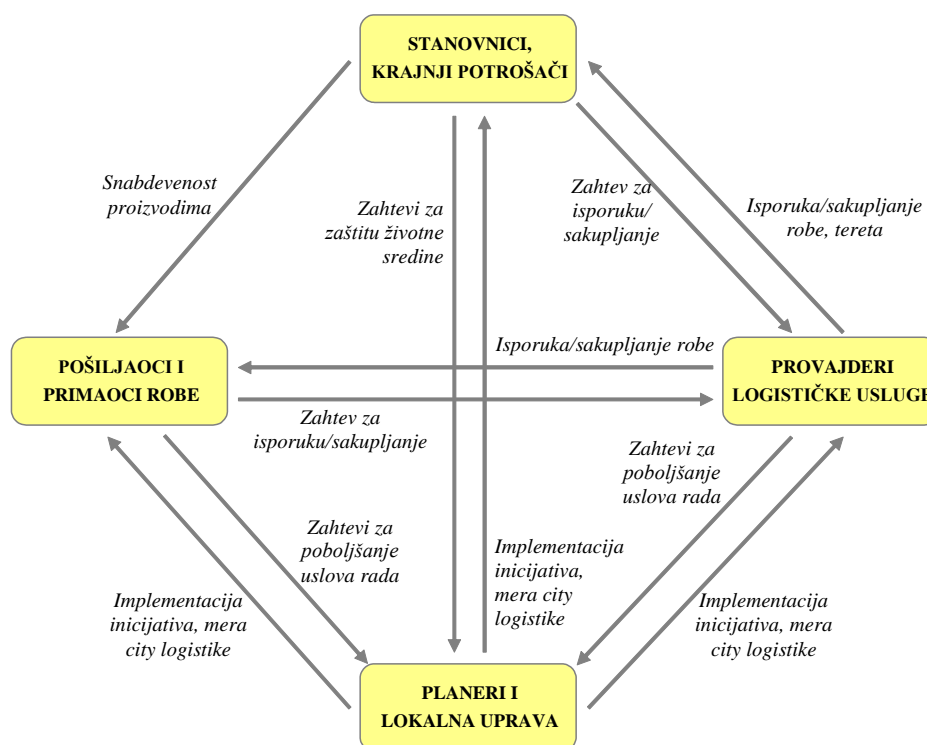 STANOVNICI,
KRAJNJI POTROŠAČI
Snabdevenost
proizvodima
Zahtevi za
zaštitu životne
sredine
Zahtev za
isporuku/
sakupljanje
Isporuka/sakupljanje
robe, tereta
POŠILJAOCI I
PRIMAOCI ROBE
Isporuka/sakupljanje robe
PROVAJDERI
LOGISTIČKE USLUGE
Zahtev za
isporuku/sakupljanje
Zahtevi za
poboljšanje
uslova rada
Zahtevi za
poboljšanje
uslova rada
Implementacija
inicijativa,
mera city
logistike
Implementacija
inicijativa, mera
city logistike
Implementacija
inicijativa, mera
city logistike
PLANERI I
LOKALNA UPRAVA